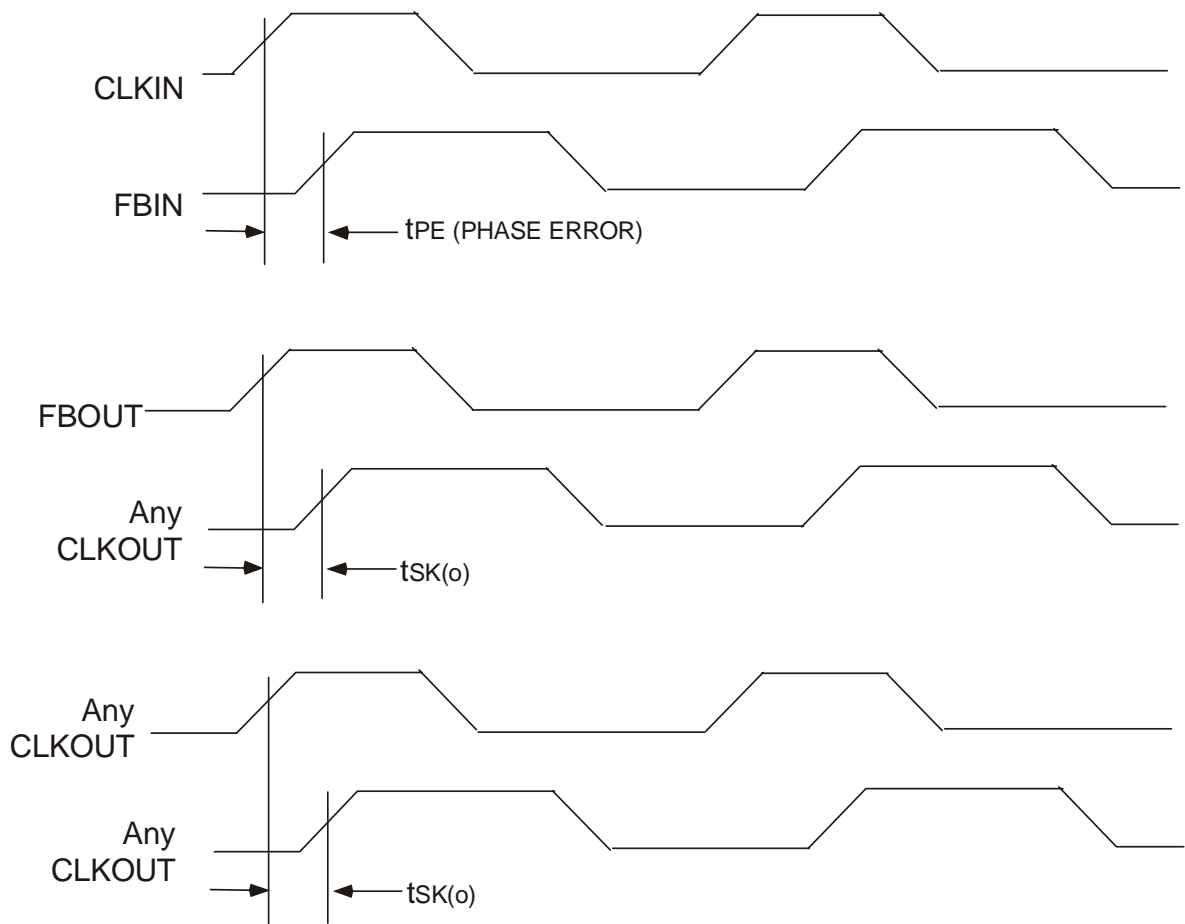 CLKIN
FBIN
tPE (PHASE ERROR)
FBOUT
Any
CLKOUT
tSK(o)
Any
CLKOUT
Any
CLKOUT
tSK(o)